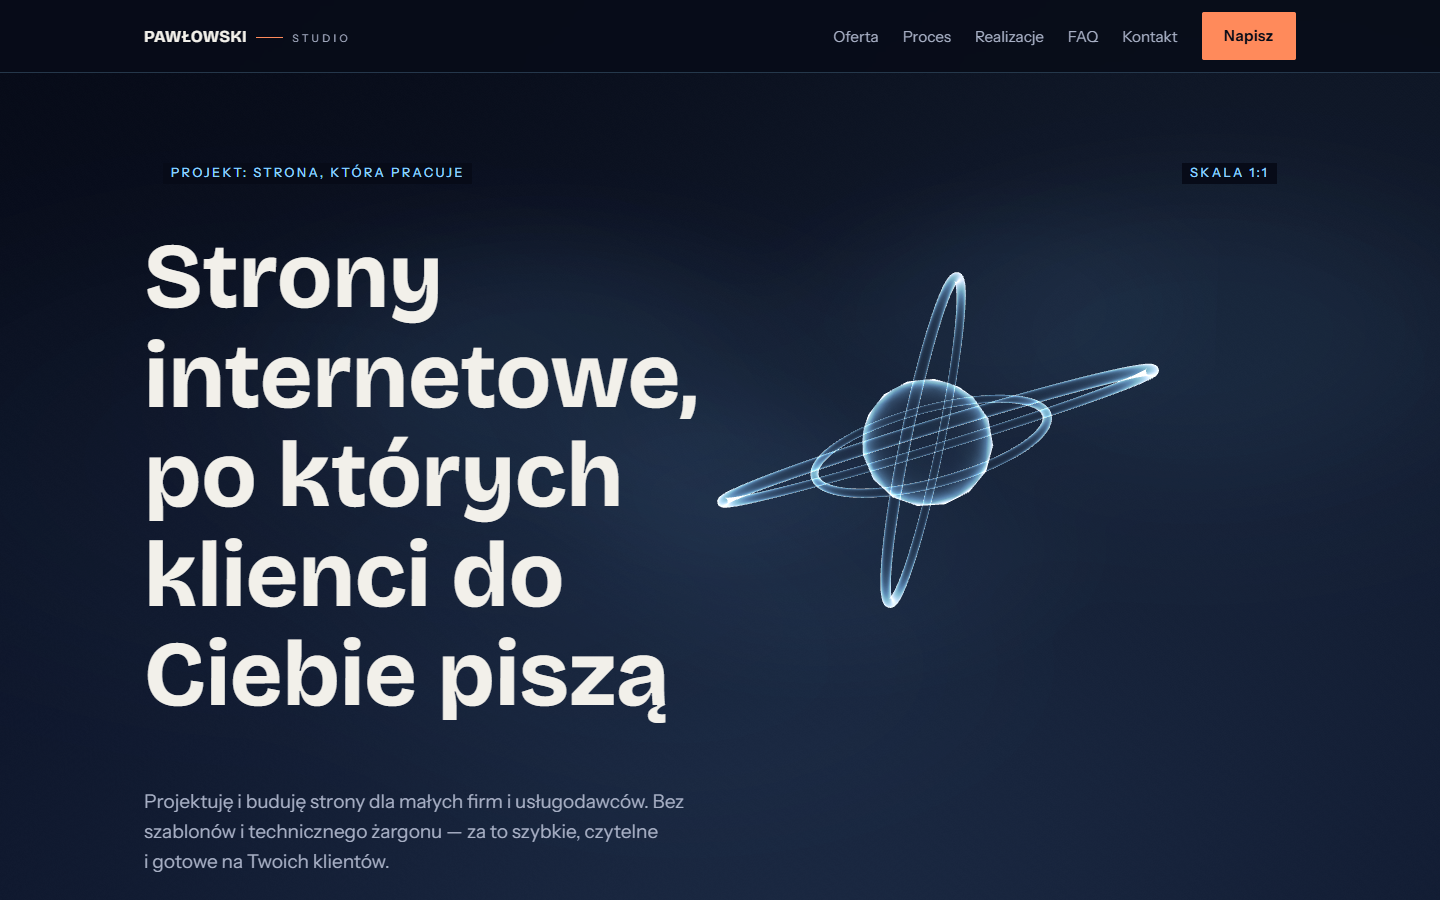 PAWŁOWSKI — STUDIO
Oferta Proces Realizacje FAQ Kontakt Napisz
PROJEKT: STRONA, KTÓRA PRACUJE
SKALA 1:1
Strony
internetowe,
po których
klienci do
Ciebie piszą
Projektuję i buduję strony dla małych firm i usługodawców. Bez
szablonów i technicznego żargonu — za to szybkie, czytelne
i gotowe na Twoich klientów.